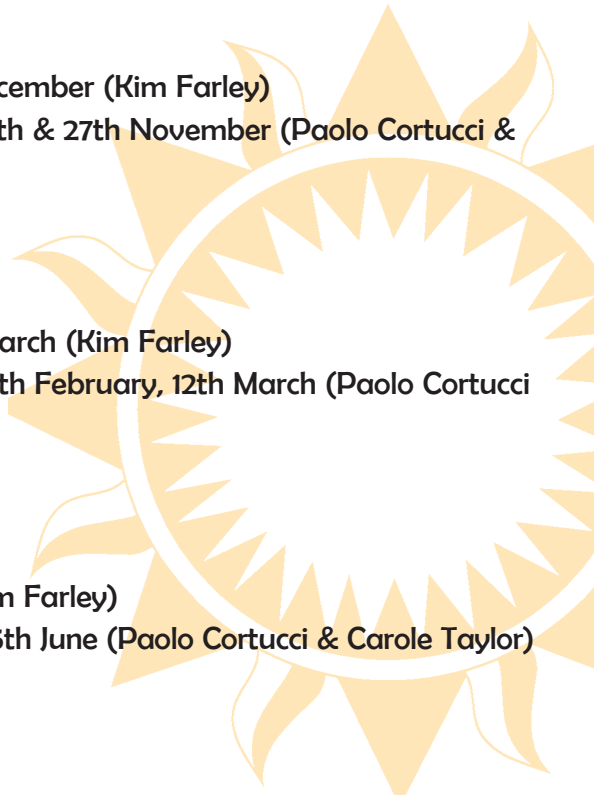 cember (Kim Farley)
th & 27th November (Paolo Cortucci &
arch (Kim Farley)
th February, 12th March (Paolo Cortucci
m Farley)
6th June (Paolo Cortucci & Carole Taylor)